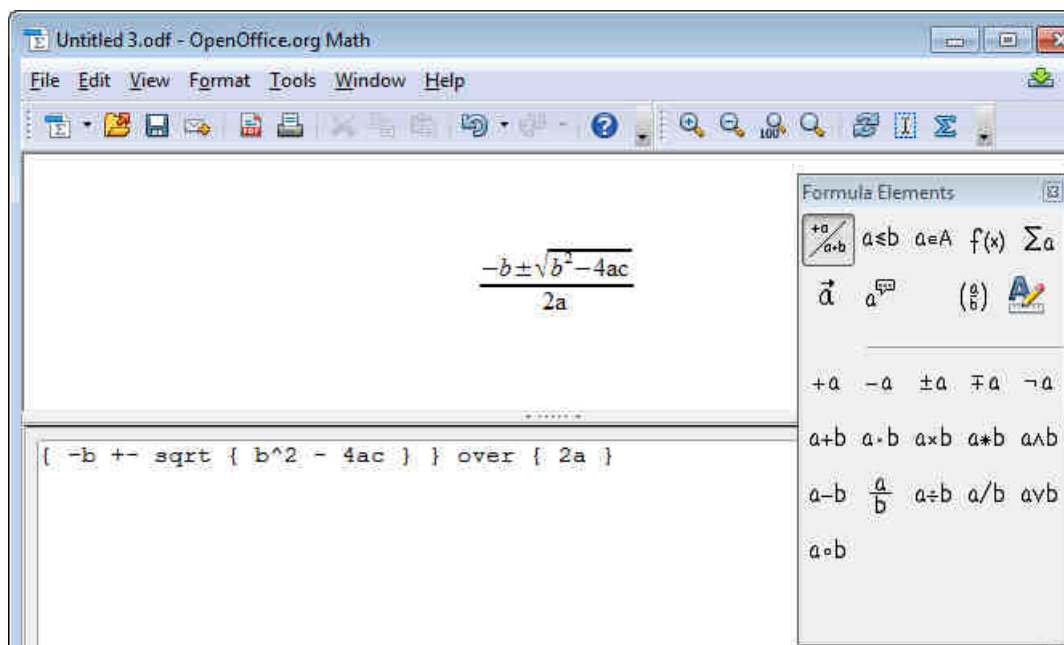 Untitled 3.odf - OpenOffice.org Math
File Edit View Format Tools Window Help
100
Formula Elements
+a/a+b a≤b a∈A f(x) Σa
a⃗ a (a/b) A
−b±√b²−4ac
2a
+a −a ±a ∓a ¬a
a+b a·b a×b a∗b a∧b
a−b a/b a÷b a/b a∨b
a∘b
{ -b +- sqrt { b^2 - 4ac } } over { 2a }